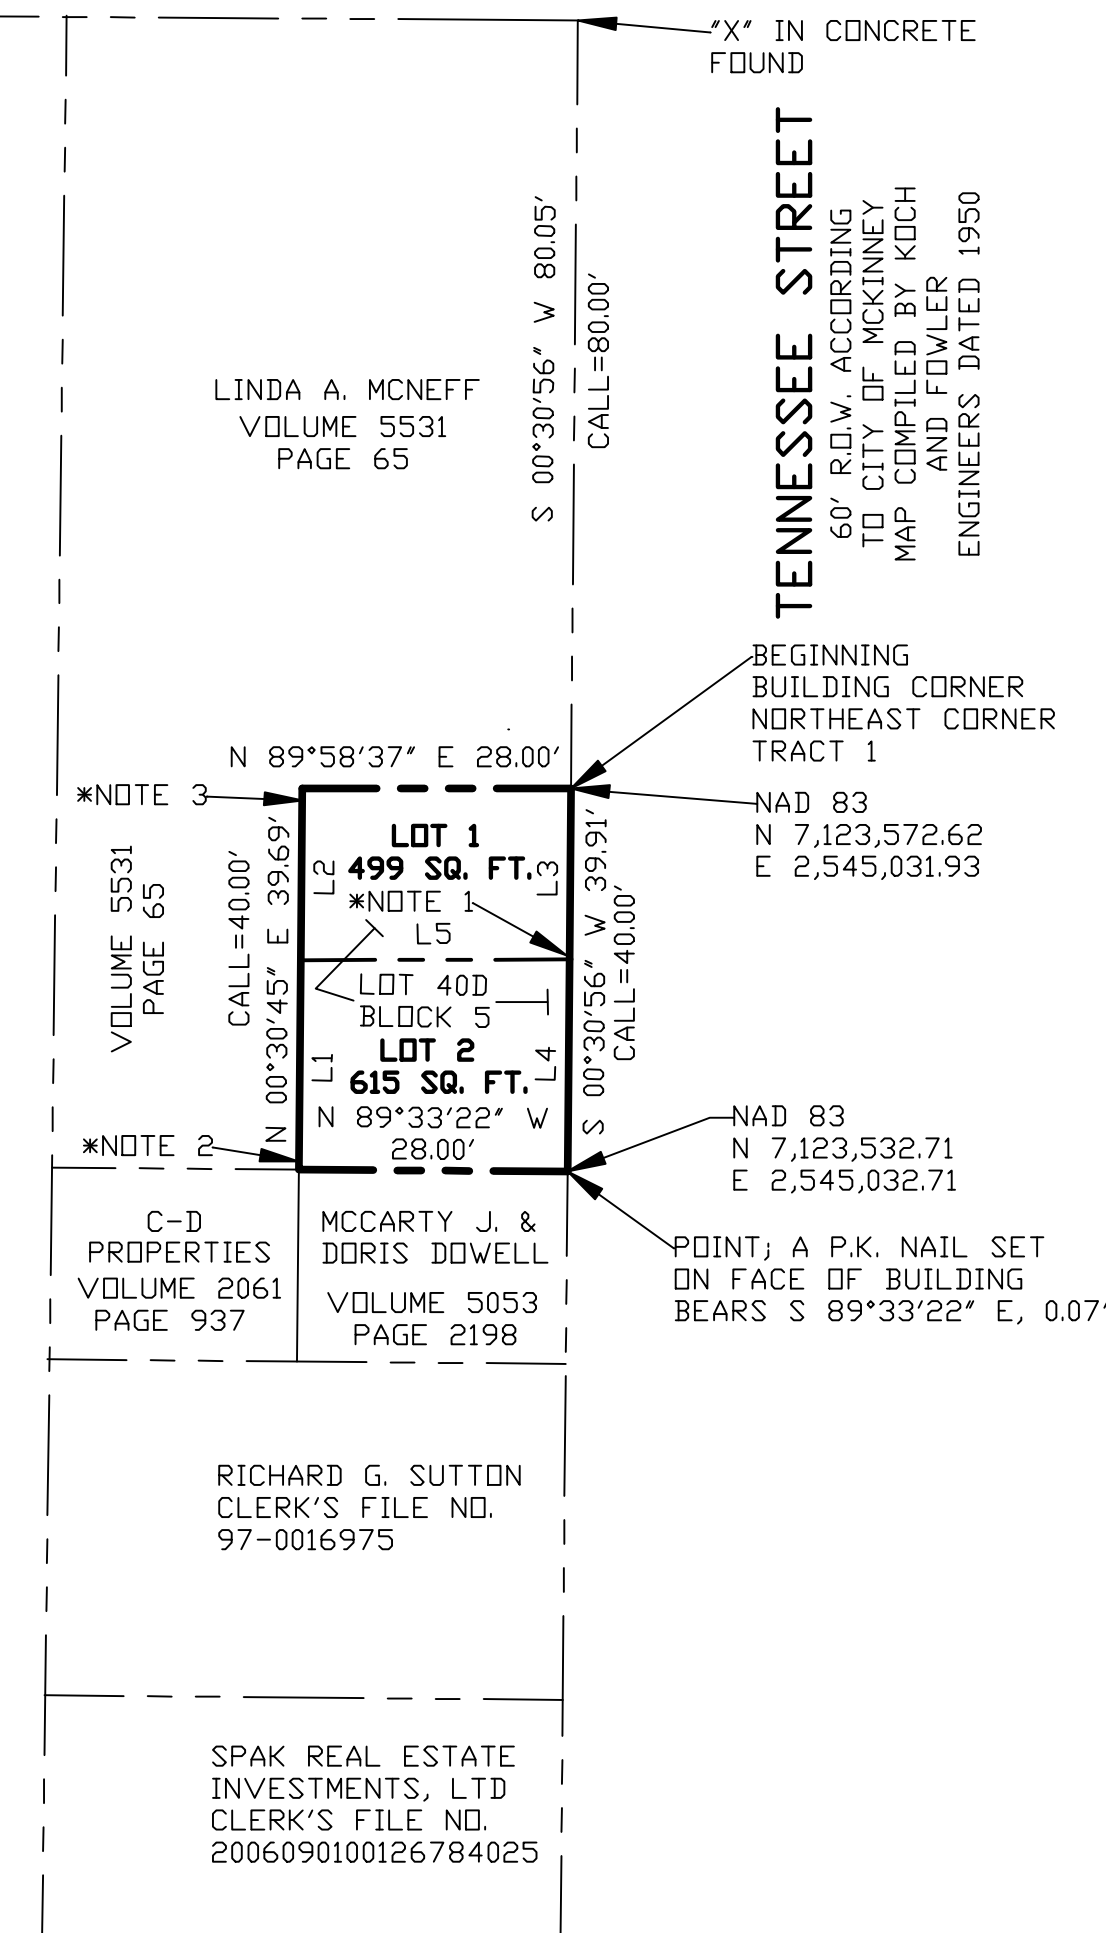 "X" IN CONCRETE
FOUND
TENNESSEE STREET
60' R.O.W. ACCORDING
TO CITY OF MCKINNEY
MAP COMPILED BY KOCH
AND FOWLER
ENGINEERS DATED 1950
S 00°30'56" W 80.05'
CALL=80.00'
LINDA A. MCNEFF
VOLUME 5531
PAGE 65
BEGINNING
BUILDING CORNER
NORTHEAST CORNER
TRACT 1
N 89°58'37" E 28.00'
*NOTE 3
NAD 83
N 7,123,572.62
E 2,545,031.93
VOLUME 5531
PAGE 65
CALL=40.00'
N 00°30'45" E 39.69'
LOT 1
499 SQ. FT.
L2
L3
*NOTE 1
L5
S 00°30'56" W 39.91'
CALL=40.00'
LOT 40D
BLOCK 5
LOT 2
615 SQ. FT.
L1
L4
N 89°33'22" W
28.00'
*NOTE 2
NAD 83
N 7,123,532.71
E 2,545,032.71
C-D
PROPERTIES
VOLUME 2061
PAGE 937
MCCARTY J. &
DORIS DOWELL
VOLUME 5053
PAGE 2198
POINT; A P.K. NAIL SET
ON FACE OF BUILDING
BEARS S 89°33'22" E, 0.07'
RICHARD G. SUTTON
CLERK'S FILE NO.
97-0016975
SPAK REAL ESTATE
INVESTMENTS, LTD
CLERK'S FILE NO.
2006090100126784025